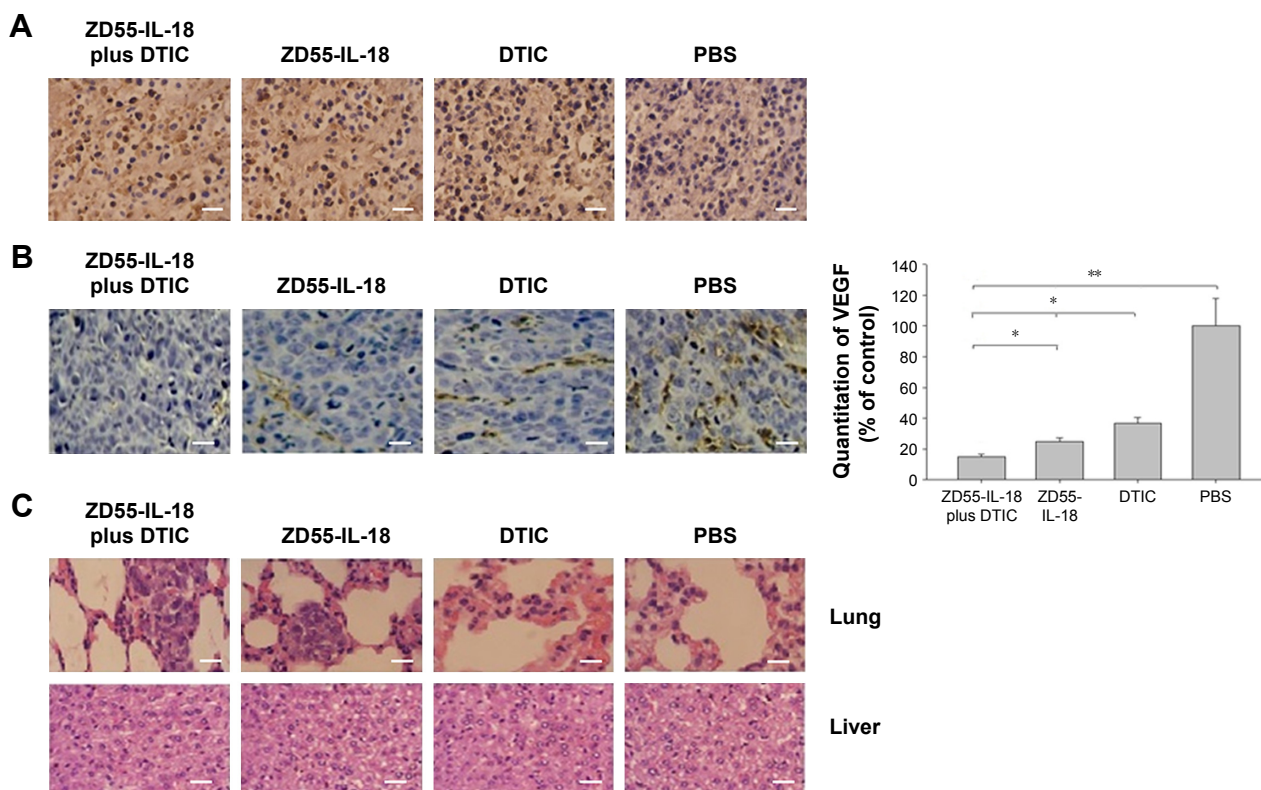 A
ZD55-IL-18
plus DTIC
ZD55-IL-18
DTIC
PBS
B
ZD55-IL-18
plus DTIC
ZD55-IL-18
DTIC
PBS
Quantitation of VEGF
(% of control)
140
120
100
80
60
40
20
0
**
*
*
ZD55-IL-18
plus DTIC
ZD55-
IL-18
DTIC
PBS
C
ZD55-IL-18
plus DTIC
ZD55-IL-18
DTIC
PBS
Lung
Liver